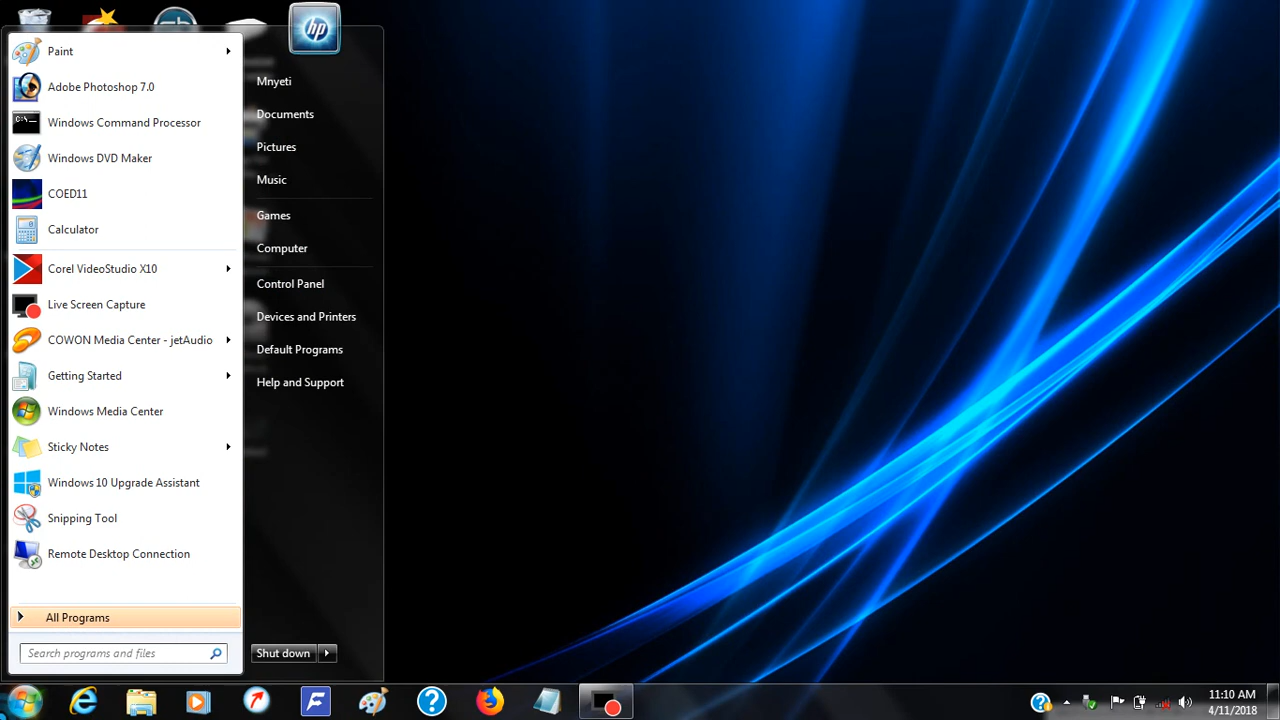 hp
Paint
Adobe Photoshop 7.0
C:\_
Windows Command Processor
Windows DVD Maker
COED11
Calculator
Corel VideoStudio X10
Live Screen Capture
COWON Media Center - jetAudio
Getting Started
Windows Media Center
Sticky Notes
Windows 10 Upgrade Assistant
Snipping Tool
Remote Desktop Connection
All Programs
Search programs and files
Mnyeti
Documents
Pictures
Music
Games
Computer
Control Panel
Devices and Printers
Default Programs
Help and Support
Shut down
11:10 AM
4/11/2018